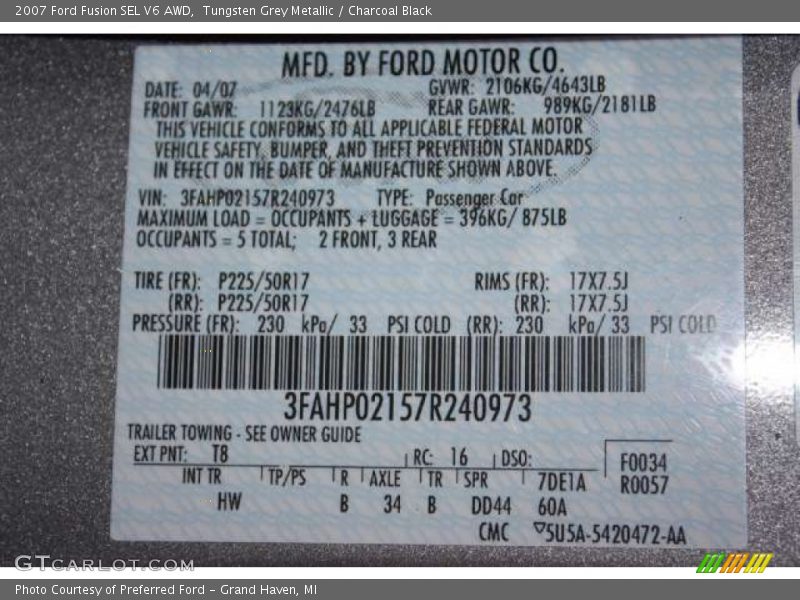 2007 Ford Fusion SEL V6 AWD,  Tungsten Grey Metallic / Charcoal Black
MFD. BY FORD MOTOR CO.
DATE: 04/07 GVWR: 2106KG/4643LB
FRONT GAWR: 1123KG/2476LB REAR GAWR: 989KG/2181LB
THIS VEHICLE CONFORMS TO ALL APPLICABLE FEDERAL MOTOR
VEHICLE SAFETY, BUMPER, AND THEFT PREVENTION STANDARDS
IN EFFECT ON THE DATE OF MANUFACTURE SHOWN ABOVE.
VIN: 3FAHP02157R240973 TYPE: Passenger Car
MAXIMUM LOAD = OCCUPANTS + LUGGAGE = 396KG/ 875LB
OCCUPANTS = 5 TOTAL; 2 FRONT, 3 REAR
TIRE (FR): P225/50R17 RIMS (FR): 17X7.5J
(RR): P225/50R17 (RR): 17X7.5J
PRESSURE (FR): 230 kPa/ 33 PSI COLD (RR): 230 kPa/ 33 PSI COLD
3FAHP02157R240973
TRAILER TOWING - SEE OWNER GUIDE
EXT PNT: T8 RC: 16 DSO: F0034
INT TR TP/PS R AXLE TR SPR 7DE1A R0057
HW B 34 B DD44 60A
CMC ▽5U5A-5420472-AA
GTCARLOT.COM
Photo Courtesy of Preferred Ford – Grand Haven, MI